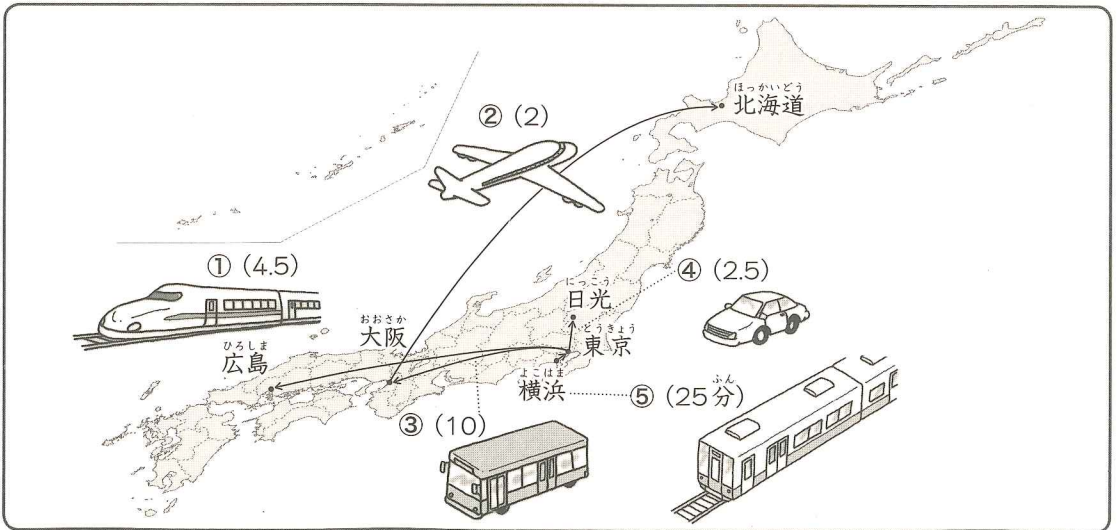 ほっかいどう
北海道
② (2)
① (4.5)
④ (2.5)
にっこう
日光
おおさか
大阪
とうきょう
東京
ひろしま
広島
よこはま
横浜
ふん
⑤ (25分)
③ (10)